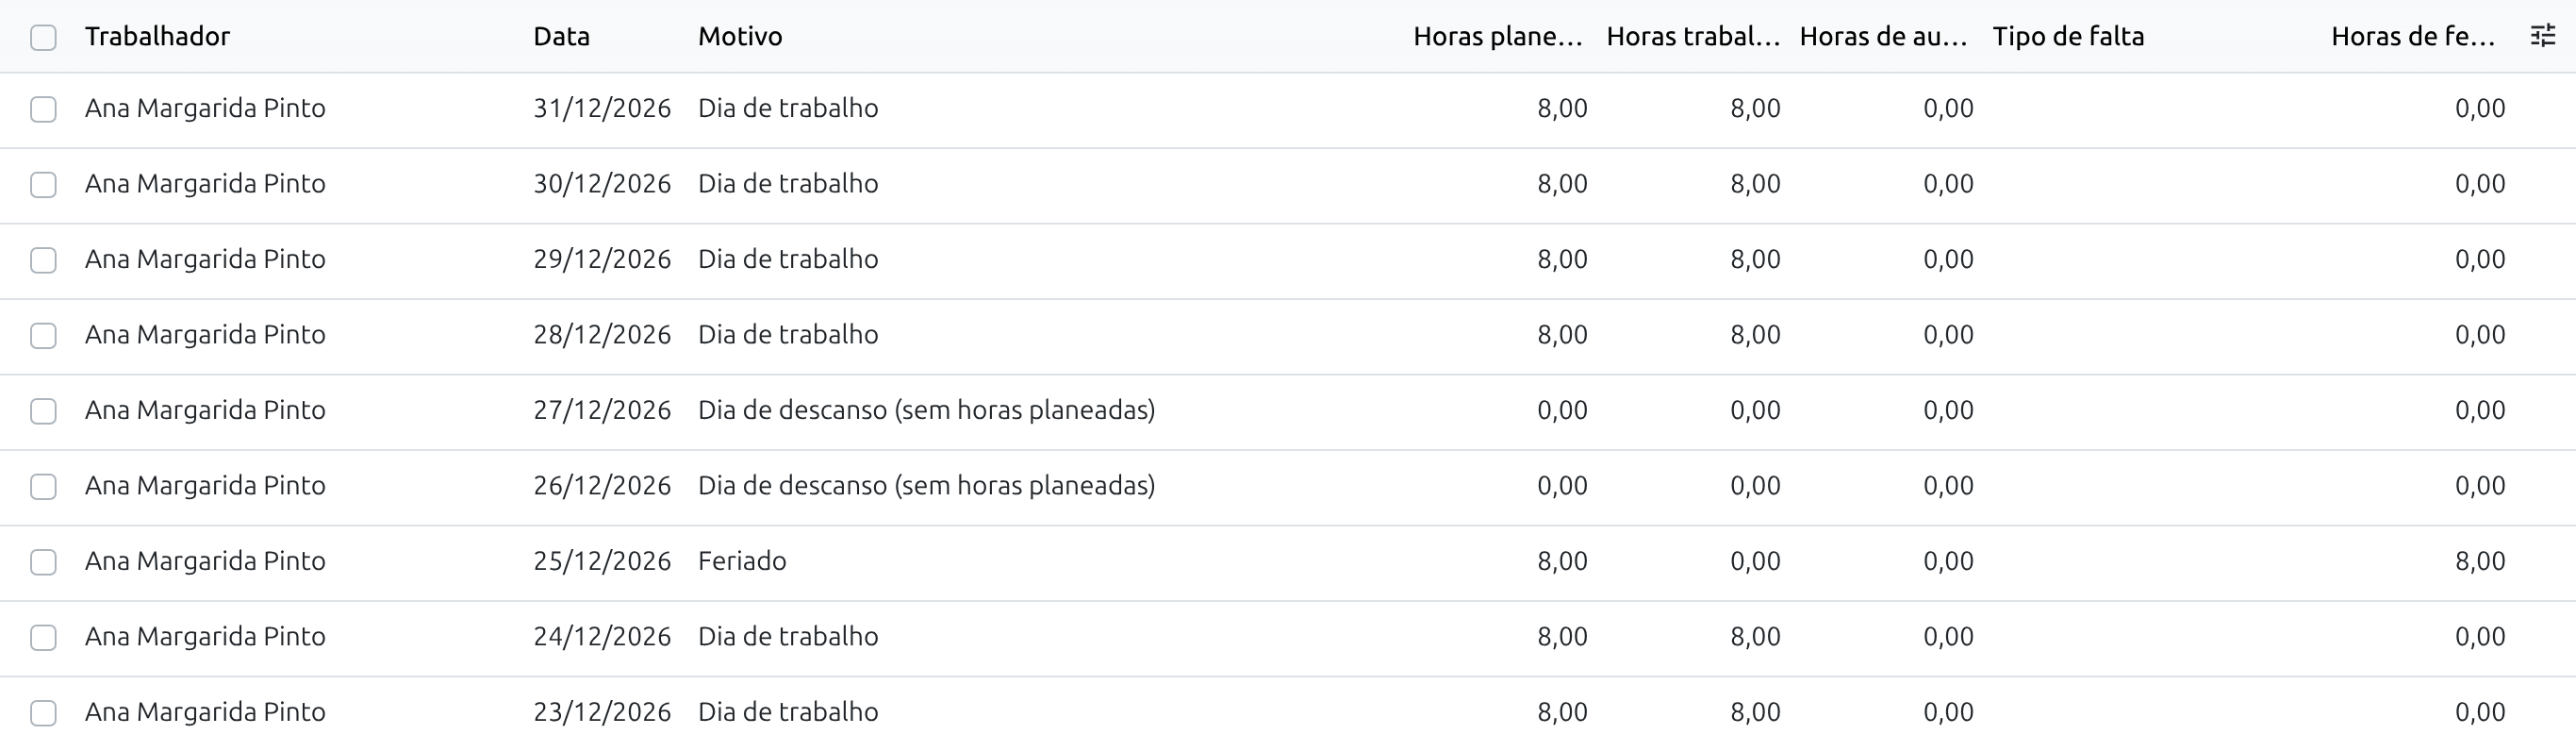 Trabalhador Data Motivo Horas plane... Horas trabal... Horas de au... Tipo de falta Horas de fe...
Ana Margarida Pinto 31/12/2026 Dia de trabalho 8,00 8,00 0,00 0,00
Ana Margarida Pinto 30/12/2026 Dia de trabalho 8,00 8,00 0,00 0,00
Ana Margarida Pinto 29/12/2026 Dia de trabalho 8,00 8,00 0,00 0,00
Ana Margarida Pinto 28/12/2026 Dia de trabalho 8,00 8,00 0,00 0,00
Ana Margarida Pinto 27/12/2026 Dia de descanso (sem horas planeadas) 0,00 0,00 0,00 0,00
Ana Margarida Pinto 26/12/2026 Dia de descanso (sem horas planeadas) 0,00 0,00 0,00 0,00
Ana Margarida Pinto 25/12/2026 Feriado 8,00 0,00 0,00 8,00
Ana Margarida Pinto 24/12/2026 Dia de trabalho 8,00 8,00 0,00 0,00
Ana Margarida Pinto 23/12/2026 Dia de trabalho 8,00 8,00 0,00 0,00